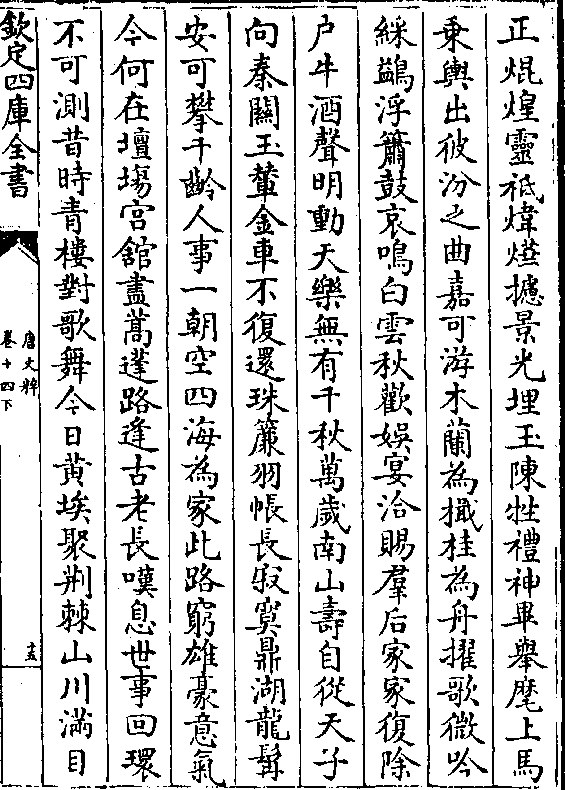 正焜煌靈祗煒燁攄景光埋玉陳牲禮神畢舉麾上馬
乗輿出彼汾之曲嘉可游木蘭為檝桂為舟擢歌微吟
綵鷁浮簫鼓哀鳴白雲秋歡娛宴洽賜羣后家家復除
户牛酒聲明動天樂無有千秋萬歳南山壽自從天子
向秦關玉輦金車不復還珠簾羽帳長寂寞鼎湖龍髯
安可攀千齡人事一朝空四海為家此路窮雄豪意氣
今何在壇場宮館盡蒿蓬路逢古老長嘆息世事回環
不可測昔時青樓對歌舞今日黄埃聚荆棘山川滿目
欽定四庫全書
唐文粹
卷十四下
十五